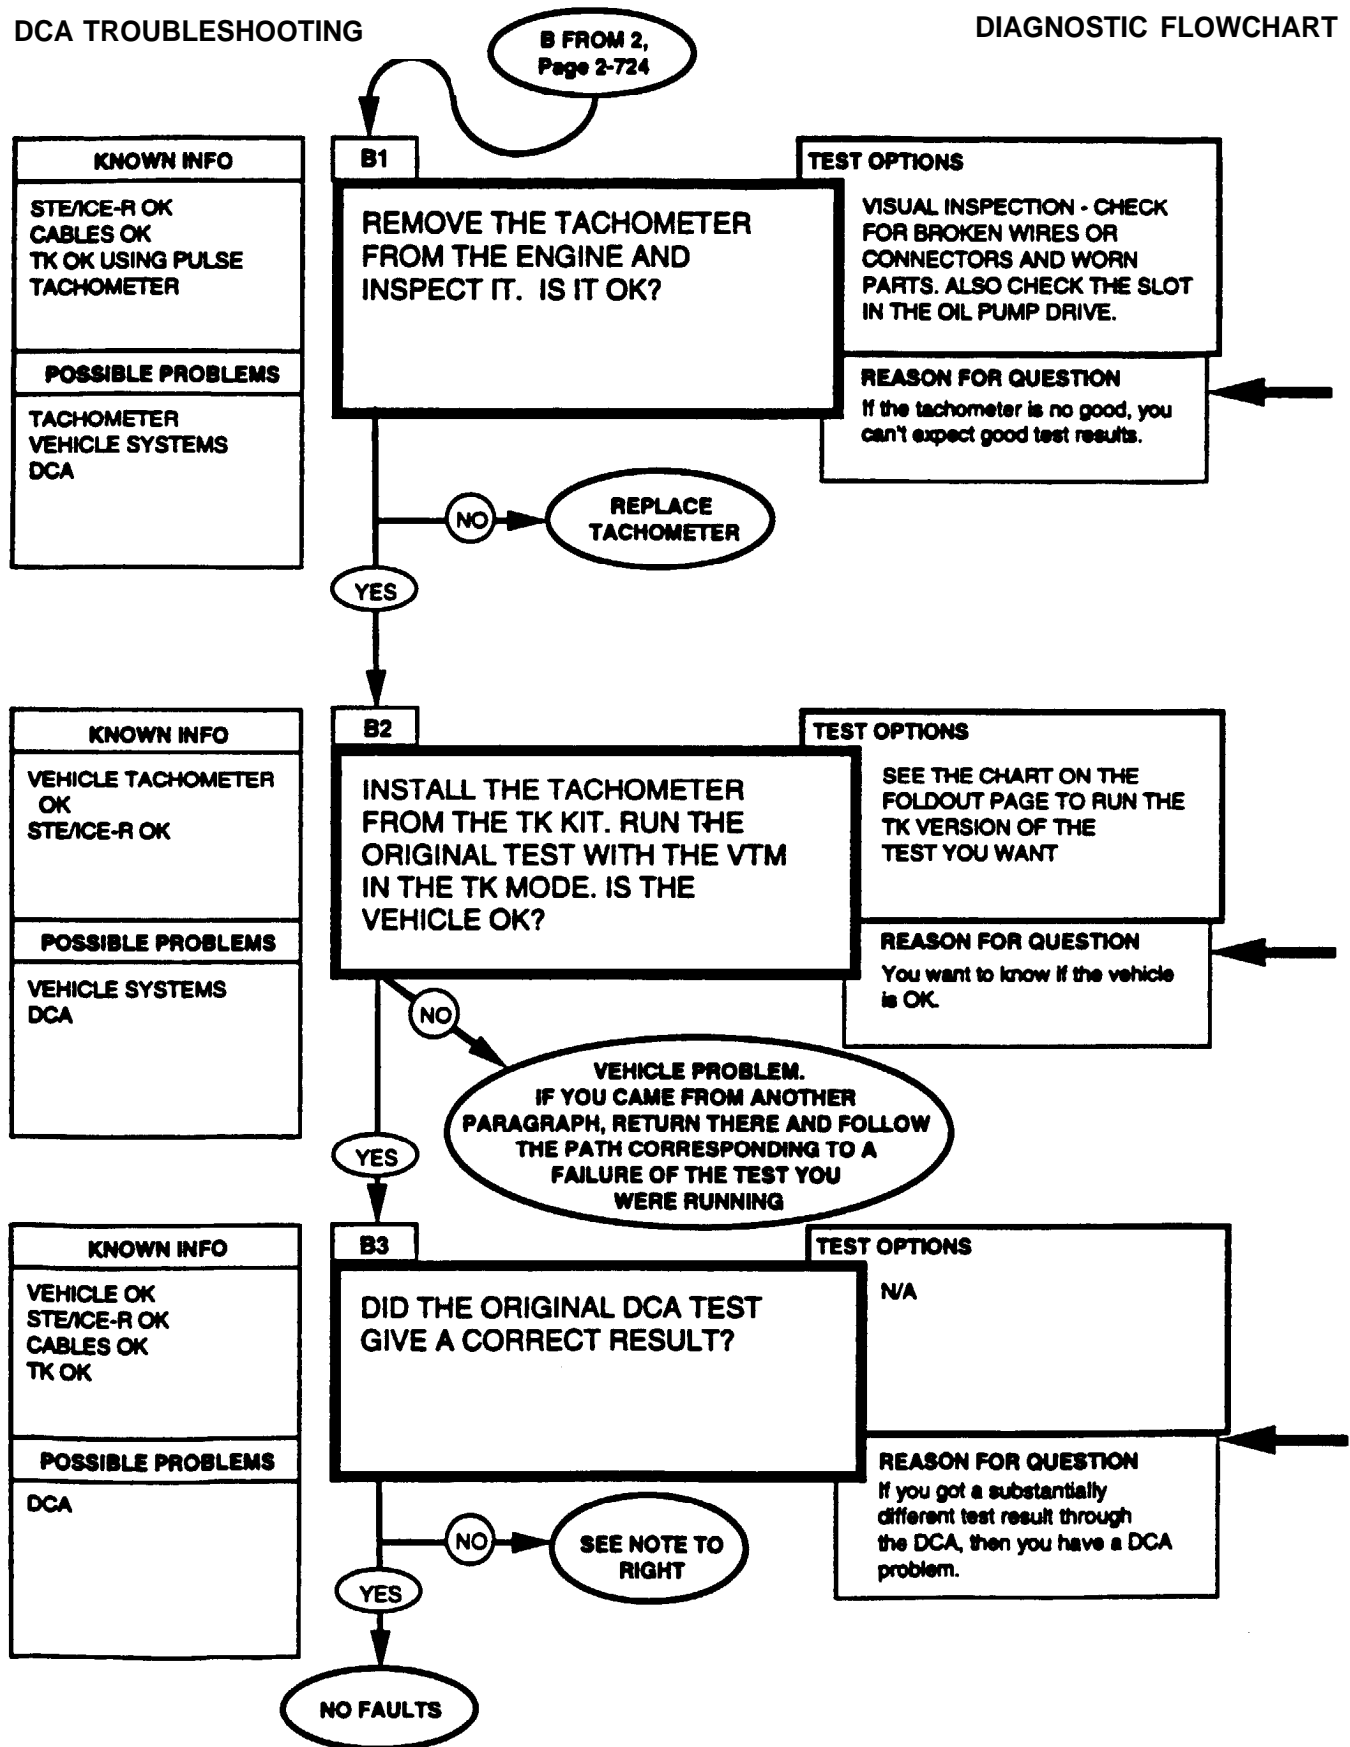 DCA TROUBLESHOOTING
DIAGNOSTIC FLOWCHART
B FROM 2,
Page 2-724
KNOWN INFO
STE/ICE-R OK
CABLES OK
TK OK USING PULSE
TACHOMETER
POSSIBLE PROBLEMS
TACHOMETER
VEHICLE SYSTEMS
DCA
B1
REMOVE THE TACHOMETER
FROM THE ENGINE AND
INSPECT IT. IS IT OK?
TEST OPTIONS
VISUAL INSPECTION - CHECK
FOR BROKEN WIRES OR
CONNECTORS AND WORN
PARTS. ALSO CHECK THE SLOT
IN THE OIL PUMP DRIVE.
REASON FOR QUESTION
If the tachometer is no good, you
can't expect good test results.
NO
REPLACE
TACHOMETER
YES
KNOWN INFO
VEHICLE TACHOMETER
OK
STE/ICE-R OK
POSSIBLE PROBLEMS
VEHICLE SYSTEMS
DCA
B2
INSTALL THE TACHOMETER
FROM THE TK KIT. RUN THE
ORIGINAL TEST WITH THE VTM
IN THE TK MODE. IS THE
VEHICLE OK?
TEST OPTIONS
SEE THE CHART ON THE
FOLDOUT PAGE TO RUN THE
TK VERSION OF THE
TEST YOU WANT
REASON FOR QUESTION
You want to know if the vehicle
is OK.
NO
VEHICLE PROBLEM.
IF YOU CAME FROM ANOTHER
PARAGRAPH, RETURN THERE AND FOLLOW
THE PATH CORRESPONDING TO A
FAILURE OF THE TEST YOU
WERE RUNNING
YES
KNOWN INFO
VEHICLE OK
STE/ICE-R OK
CABLES OK
TK OK
POSSIBLE PROBLEMS
DCA
B3
DID THE ORIGINAL DCA TEST
GIVE A CORRECT RESULT?
TEST OPTIONS
N/A
REASON FOR QUESTION
If you got a substantially
different test result through
the DCA, then you have a DCA
problem.
NO
SEE NOTE TO
RIGHT
YES
NO FAULTS